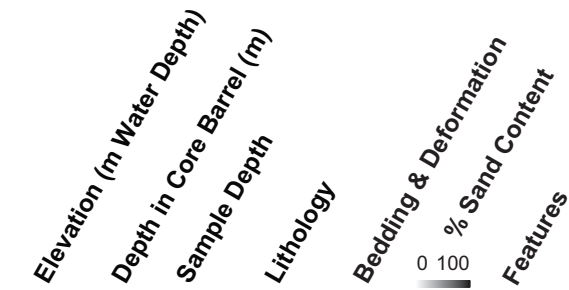 Elevation (m Water Depth)
Depth in Core Barrel (m)
Sample Depth
Lithology
Bedding & Deformation
% Sand Content
0 100
Features